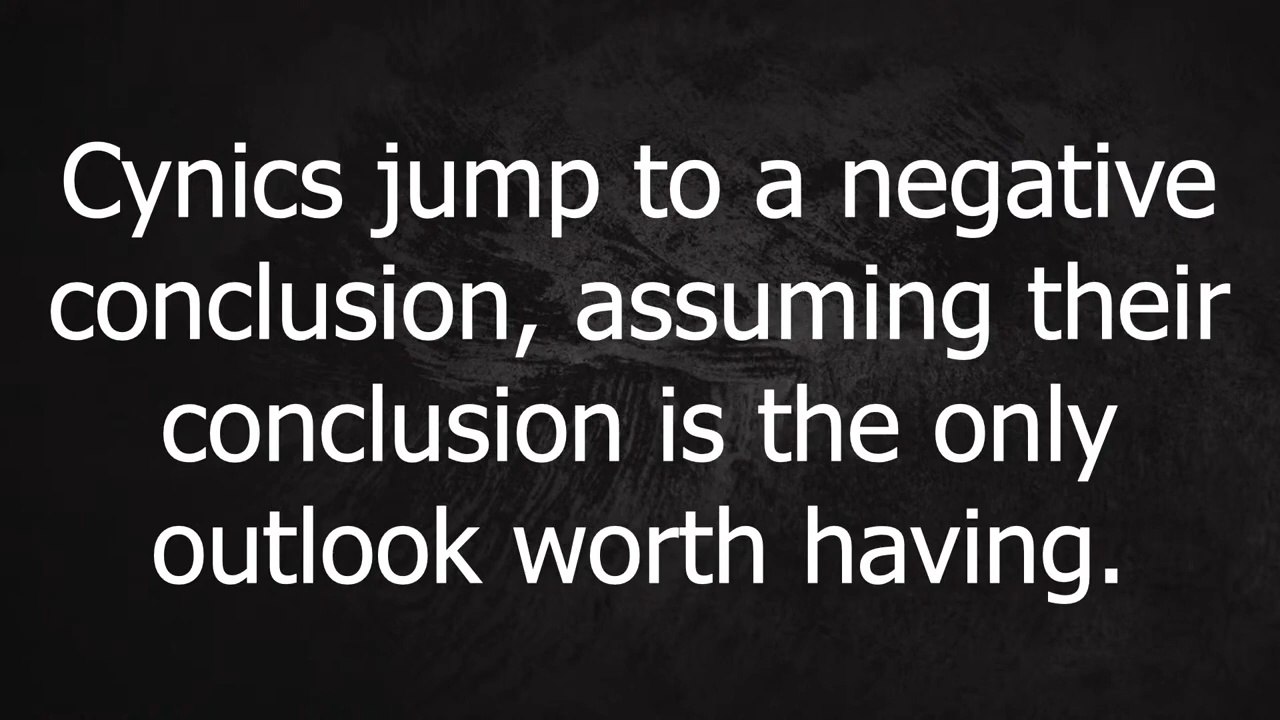 Cynics jump to a negative
conclusion, assuming their
conclusion is the only
outlook worth having.